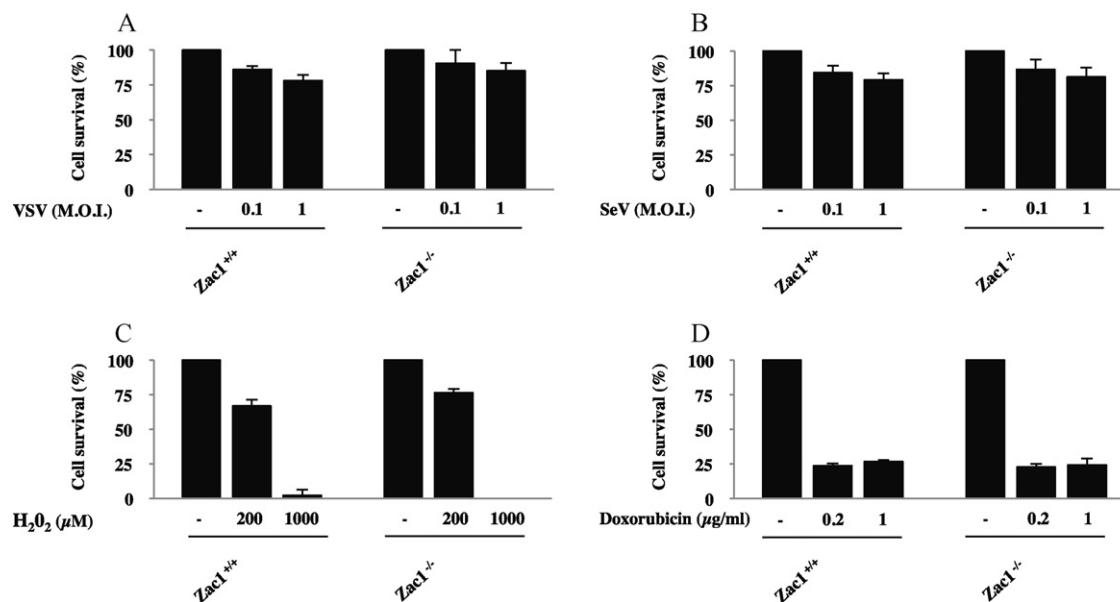 A
Cell survival (%)
100
75
50
25
0
VSV (M.O.I.)
- 0.1 1 - 0.1 1
Zac1+/+ Zac1-/-
B
Cell survival (%)
100
75
50
25
0
SeV (M.O.I.)
- 0.1 1 - 0.1 1
Zac1+/+ Zac1-/-
C
Cell survival (%)
100
75
50
25
0
H202 (µM)
- 200 1000 - 200 1000
Zac1+/+ Zac1-/-
D
Cell survival (%)
100
75
50
25
0
Doxorubicin (µg/ml)
- 0.2 1 - 0.2 1
Zac1+/+ Zac1-/-